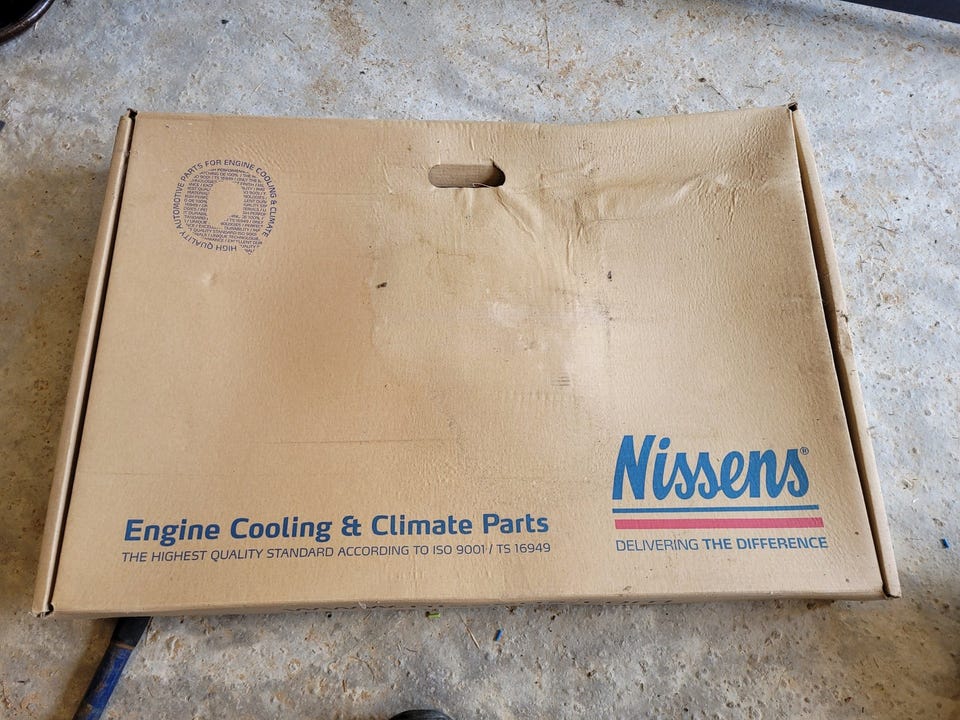 HIGH QUALITY AUTOMOTIVE PARTS FOR ENGINE COOLING & CLIMATE
Nissens®
Engine Cooling & Climate Parts
THE HIGHEST QUALITY STANDARD ACCORDING TO ISO 9001 / TS 16949
DELIVERING THE DIFFERENCE